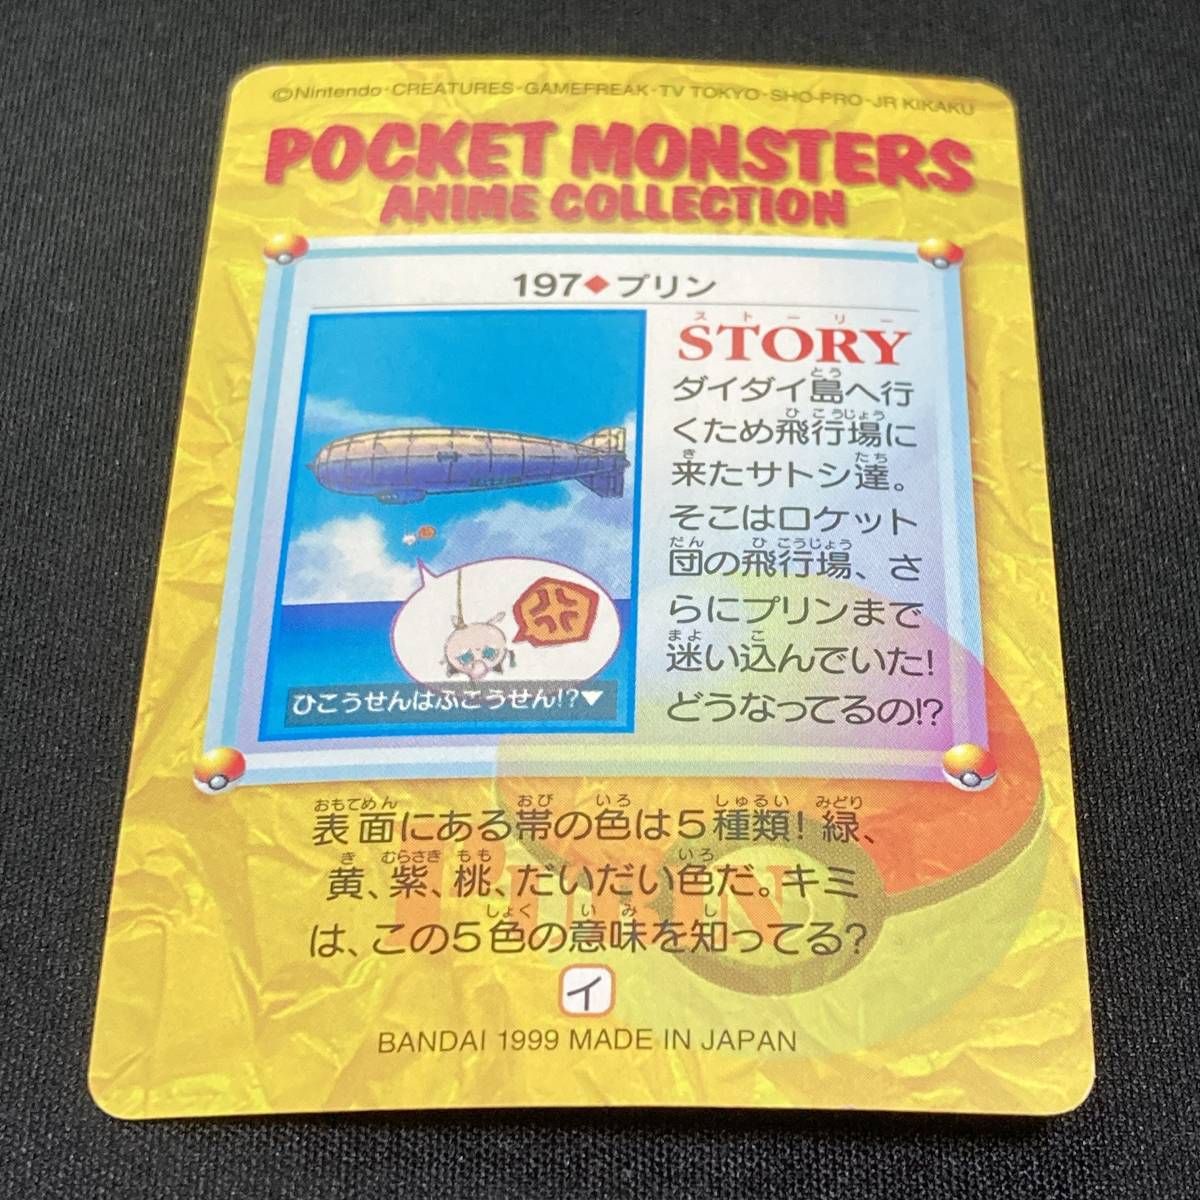 ©Nintendo・CREATURES・GAMEFREAK・TV TOKYO・SHO-PRO・JR KIKAKU
POCKET MONSTERS
ANIME COLLECTION
197◆プリン
ストーリー
STORY
ダイダイ島へ行
くため飛行場に
来たサトシ達。
そこはロケット
団の飛行場、さ
らにプリンまで
迷い込んでいた!
どうなってるの!?
ひこうせんはふこうせん!?▼
表面にある帯の色は5種類!緑、
黄、紫、桃、だいだい色だ。キミ
は、この5色の意味を知ってる?
PURIN
イ
BANDAI 1999 MADE IN JAPAN